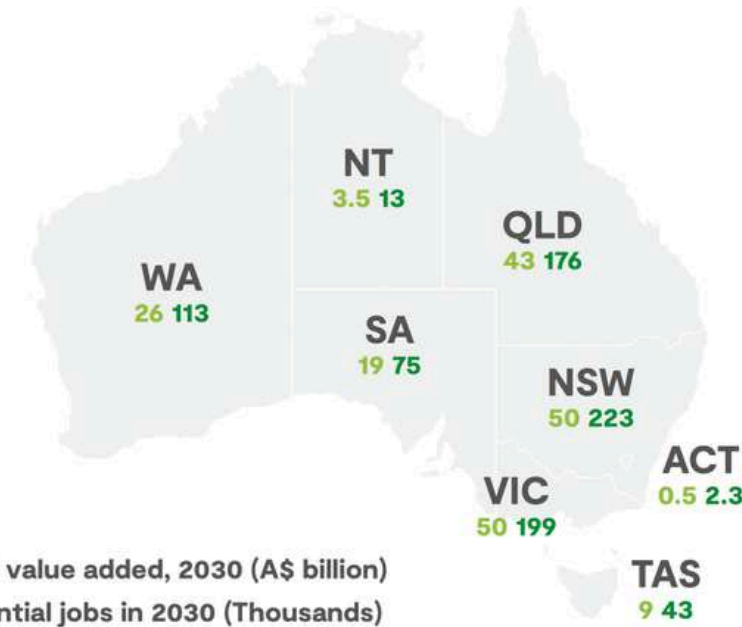 NT
3.5 13
QLD
43 176
WA
26 113
SA
19 75
NSW
50 223
ACT
0.5 2.3
VIC
50 199
value added, 2030 (A$ billion)
TAS
ntial jobs in 2030 (Thousands)
9 43